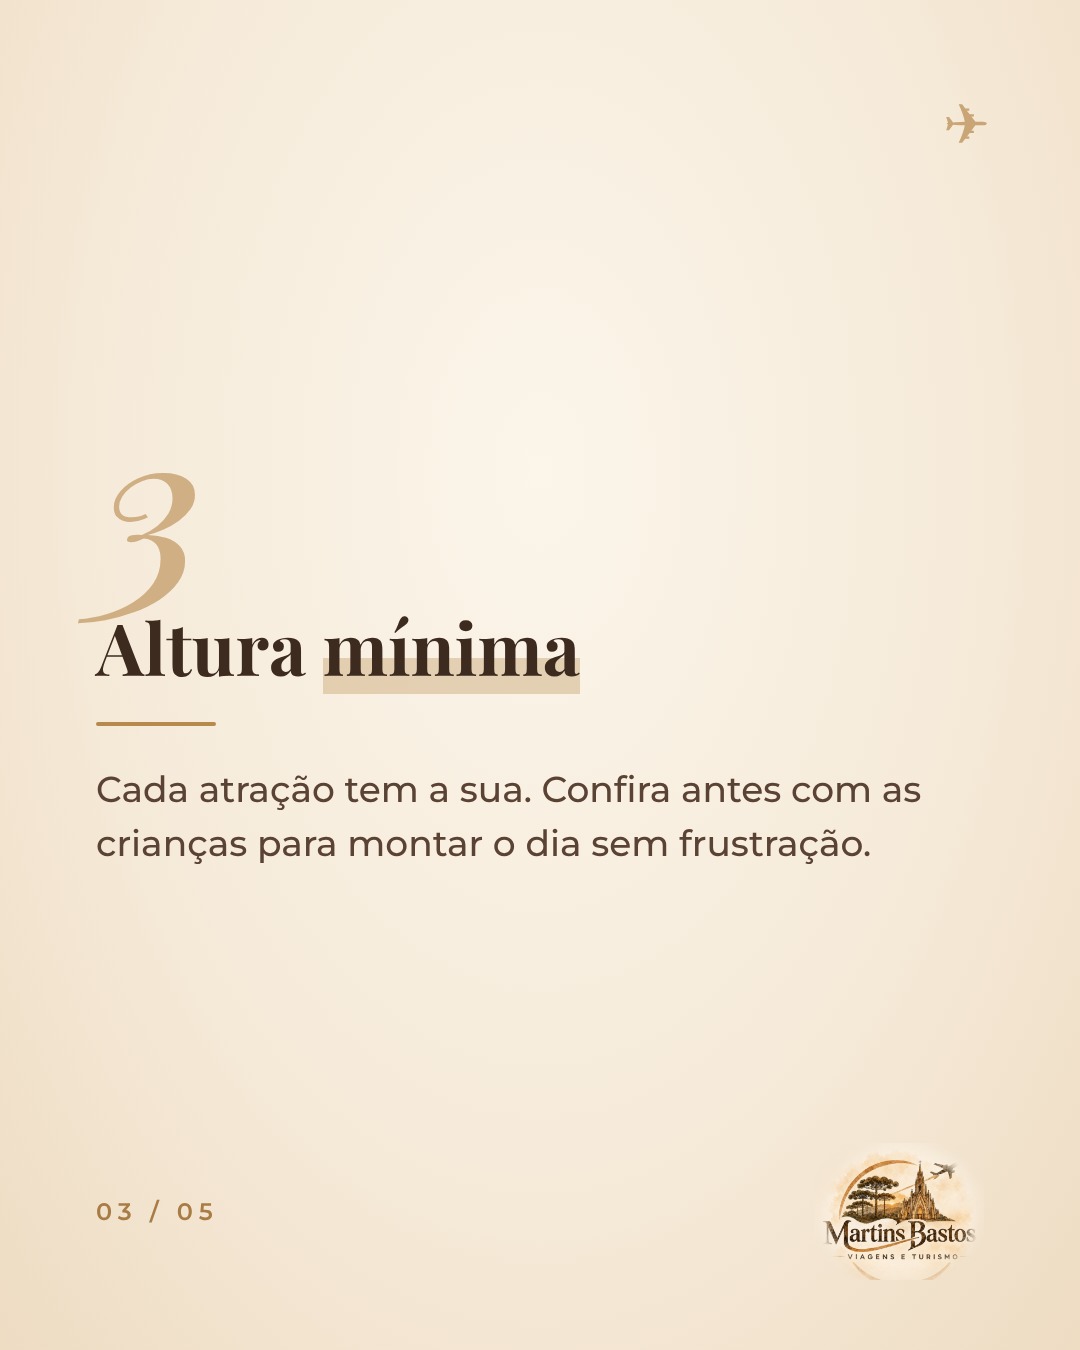 3
Altura mínima
Cada atração tem a sua. Confira antes com as
crianças para montar o dia sem frustração.
03 / 05
Martins Bastos
VIAGENS E TURISMO